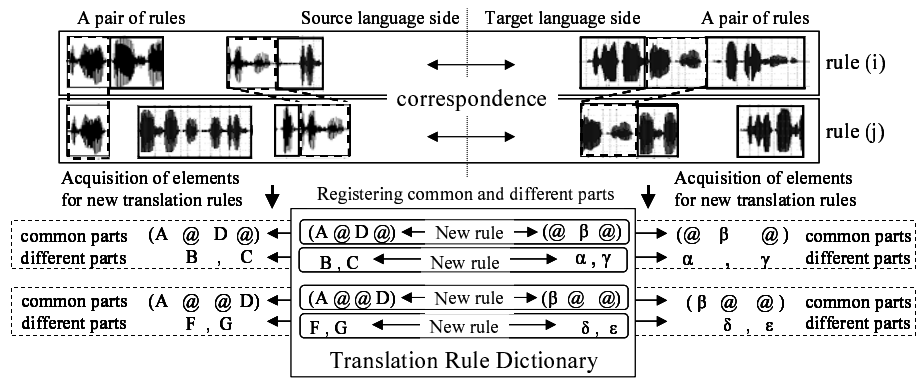 A pair of rules Source language side Target language side A pair of rules
rule (i)
correspondence
rule (j)
Acquisition of elements
for new translation rules
Registering common and different parts
Acquisition of elements
for new translation rules
common parts (A @ D @) (A @ D @) New rule (@ β @) (@ β @) common parts
different parts B , C B , C New rule α , γ α , γ different parts
common parts (A @ @ D) (A @ @ D) New rule (β @ @) (β @ @) common parts
different parts F , G F , G New rule δ , ε δ , ε different parts
Translation Rule Dictionary